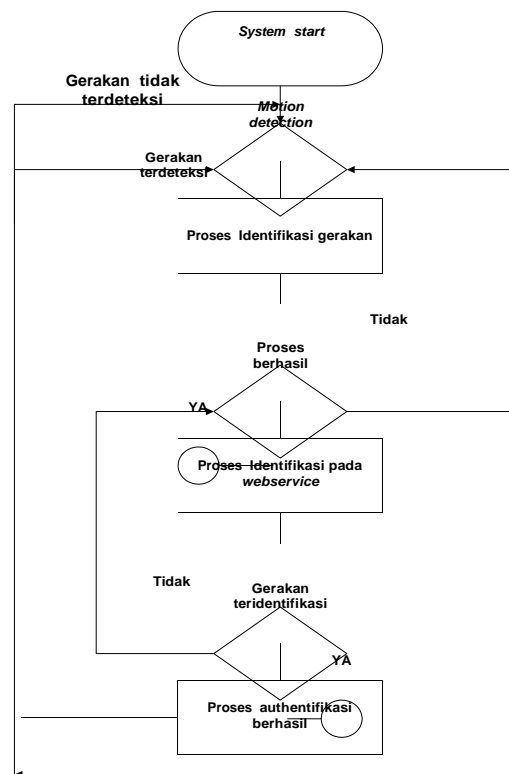 System start
Gerakan tidak
terdeteksi
Motion
detection
Gerakan
terdeteksi
Proses Identifikasi gerakan
Tidak
Proses
berhasil
YA
Proses Identifikasi pada
webservice
Tidak
Gerakan
teridentifikasi
YA
Proses authentifikasi
berhasil